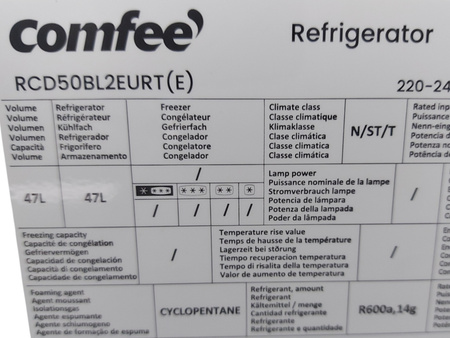 comfee'
Refrigerator
RCD50BL2EURT(E)
220-24
Volume Refrigerator Freezer Climate class Rated inpu
Volume Réfrigérateur Congélateur Classe climatique Puissance
Volumen Kühlfach Gefrierfach Klimaklasse N/ST/T Nenn-eing
Volumen Refrigerador Congelador Clase climática Potencia
Capacità Frigorifero Congelatore Classe climatica Potenza no
Volume Armazenamento Congelador Classe climática Potência d
47L 47L / Lamp power /
Puissance nominale de la lampe
Stromverbrauch lampe
Potencia de lámpara
Potenza della lampada
Poder da lâmpada
/ / / /
Freezing capacity / Temperature rise value /
Capacité de congélation Temps de hausse de la température
Gefriervermögen Lagerzeit bei störung
Capacidad de congelación Tiempo recuperacion temperatura
Capacità di congelamento Tempo di risalita della temperatura
Capacidade de congelamento Valor de aumento de temperatura
Foaming agent CYCLOPENTANE Refrigerant, amount R600a,14g
Agent moussant Refrigerant
Isolationsgas Kältemittel / menge
Agente espumante Cantidad refrigerante
Agente schiumogeno Refrigerante
Agente de formação de espuma Refrigerante e quantidade